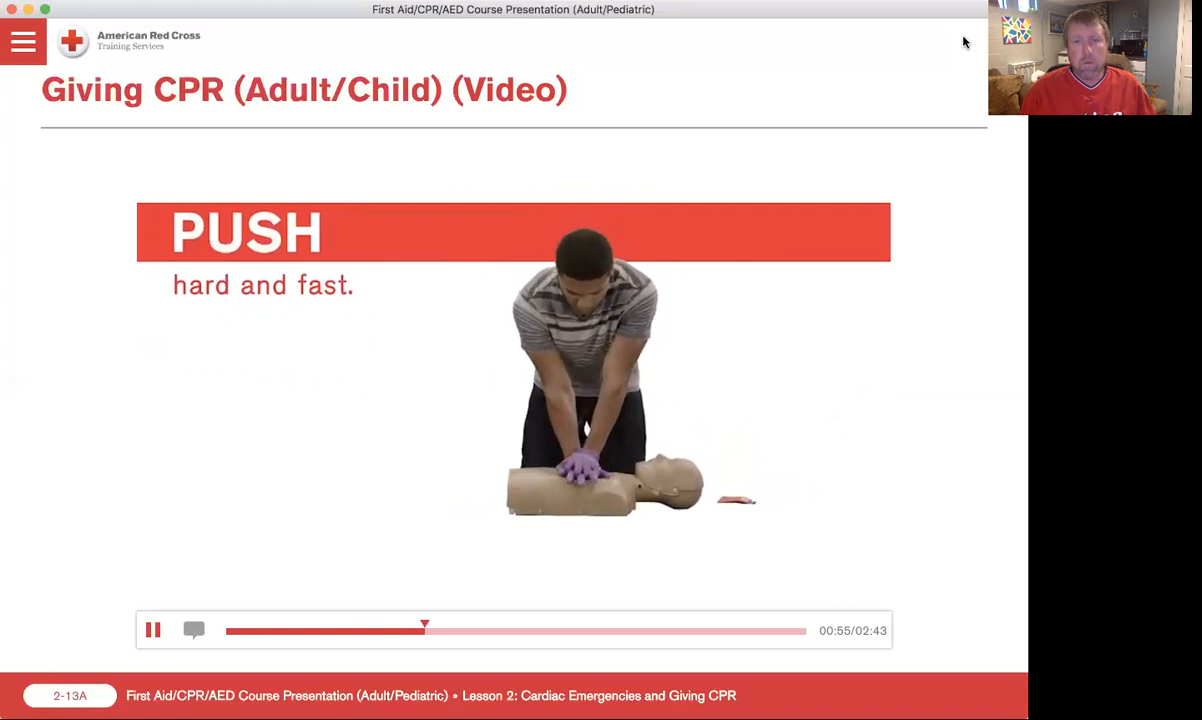 First Aid/CPR/AED Course Presentation (Adult/Pediatric)
American Red Cross
Training Services
Giving CPR (Adult/Child) (Video)
PUSH
hard and fast.
00:55/02:43
2-13A
First Aid/CPR/AED Course Presentation (Adult/Pediatric) • Lesson 2: Cardiac Emergencies and Giving CPR